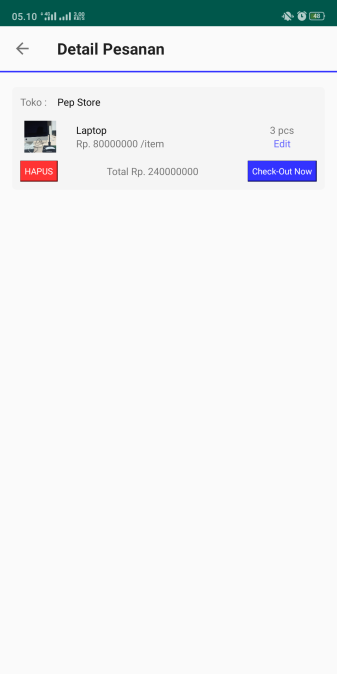 05.10
48
Detail Pesanan
Toko : Pep Store
Laptop 3 pcs
Rp. 80000000 /item Edit
HAPUS Total Rp. 240000000 Check-Out Now